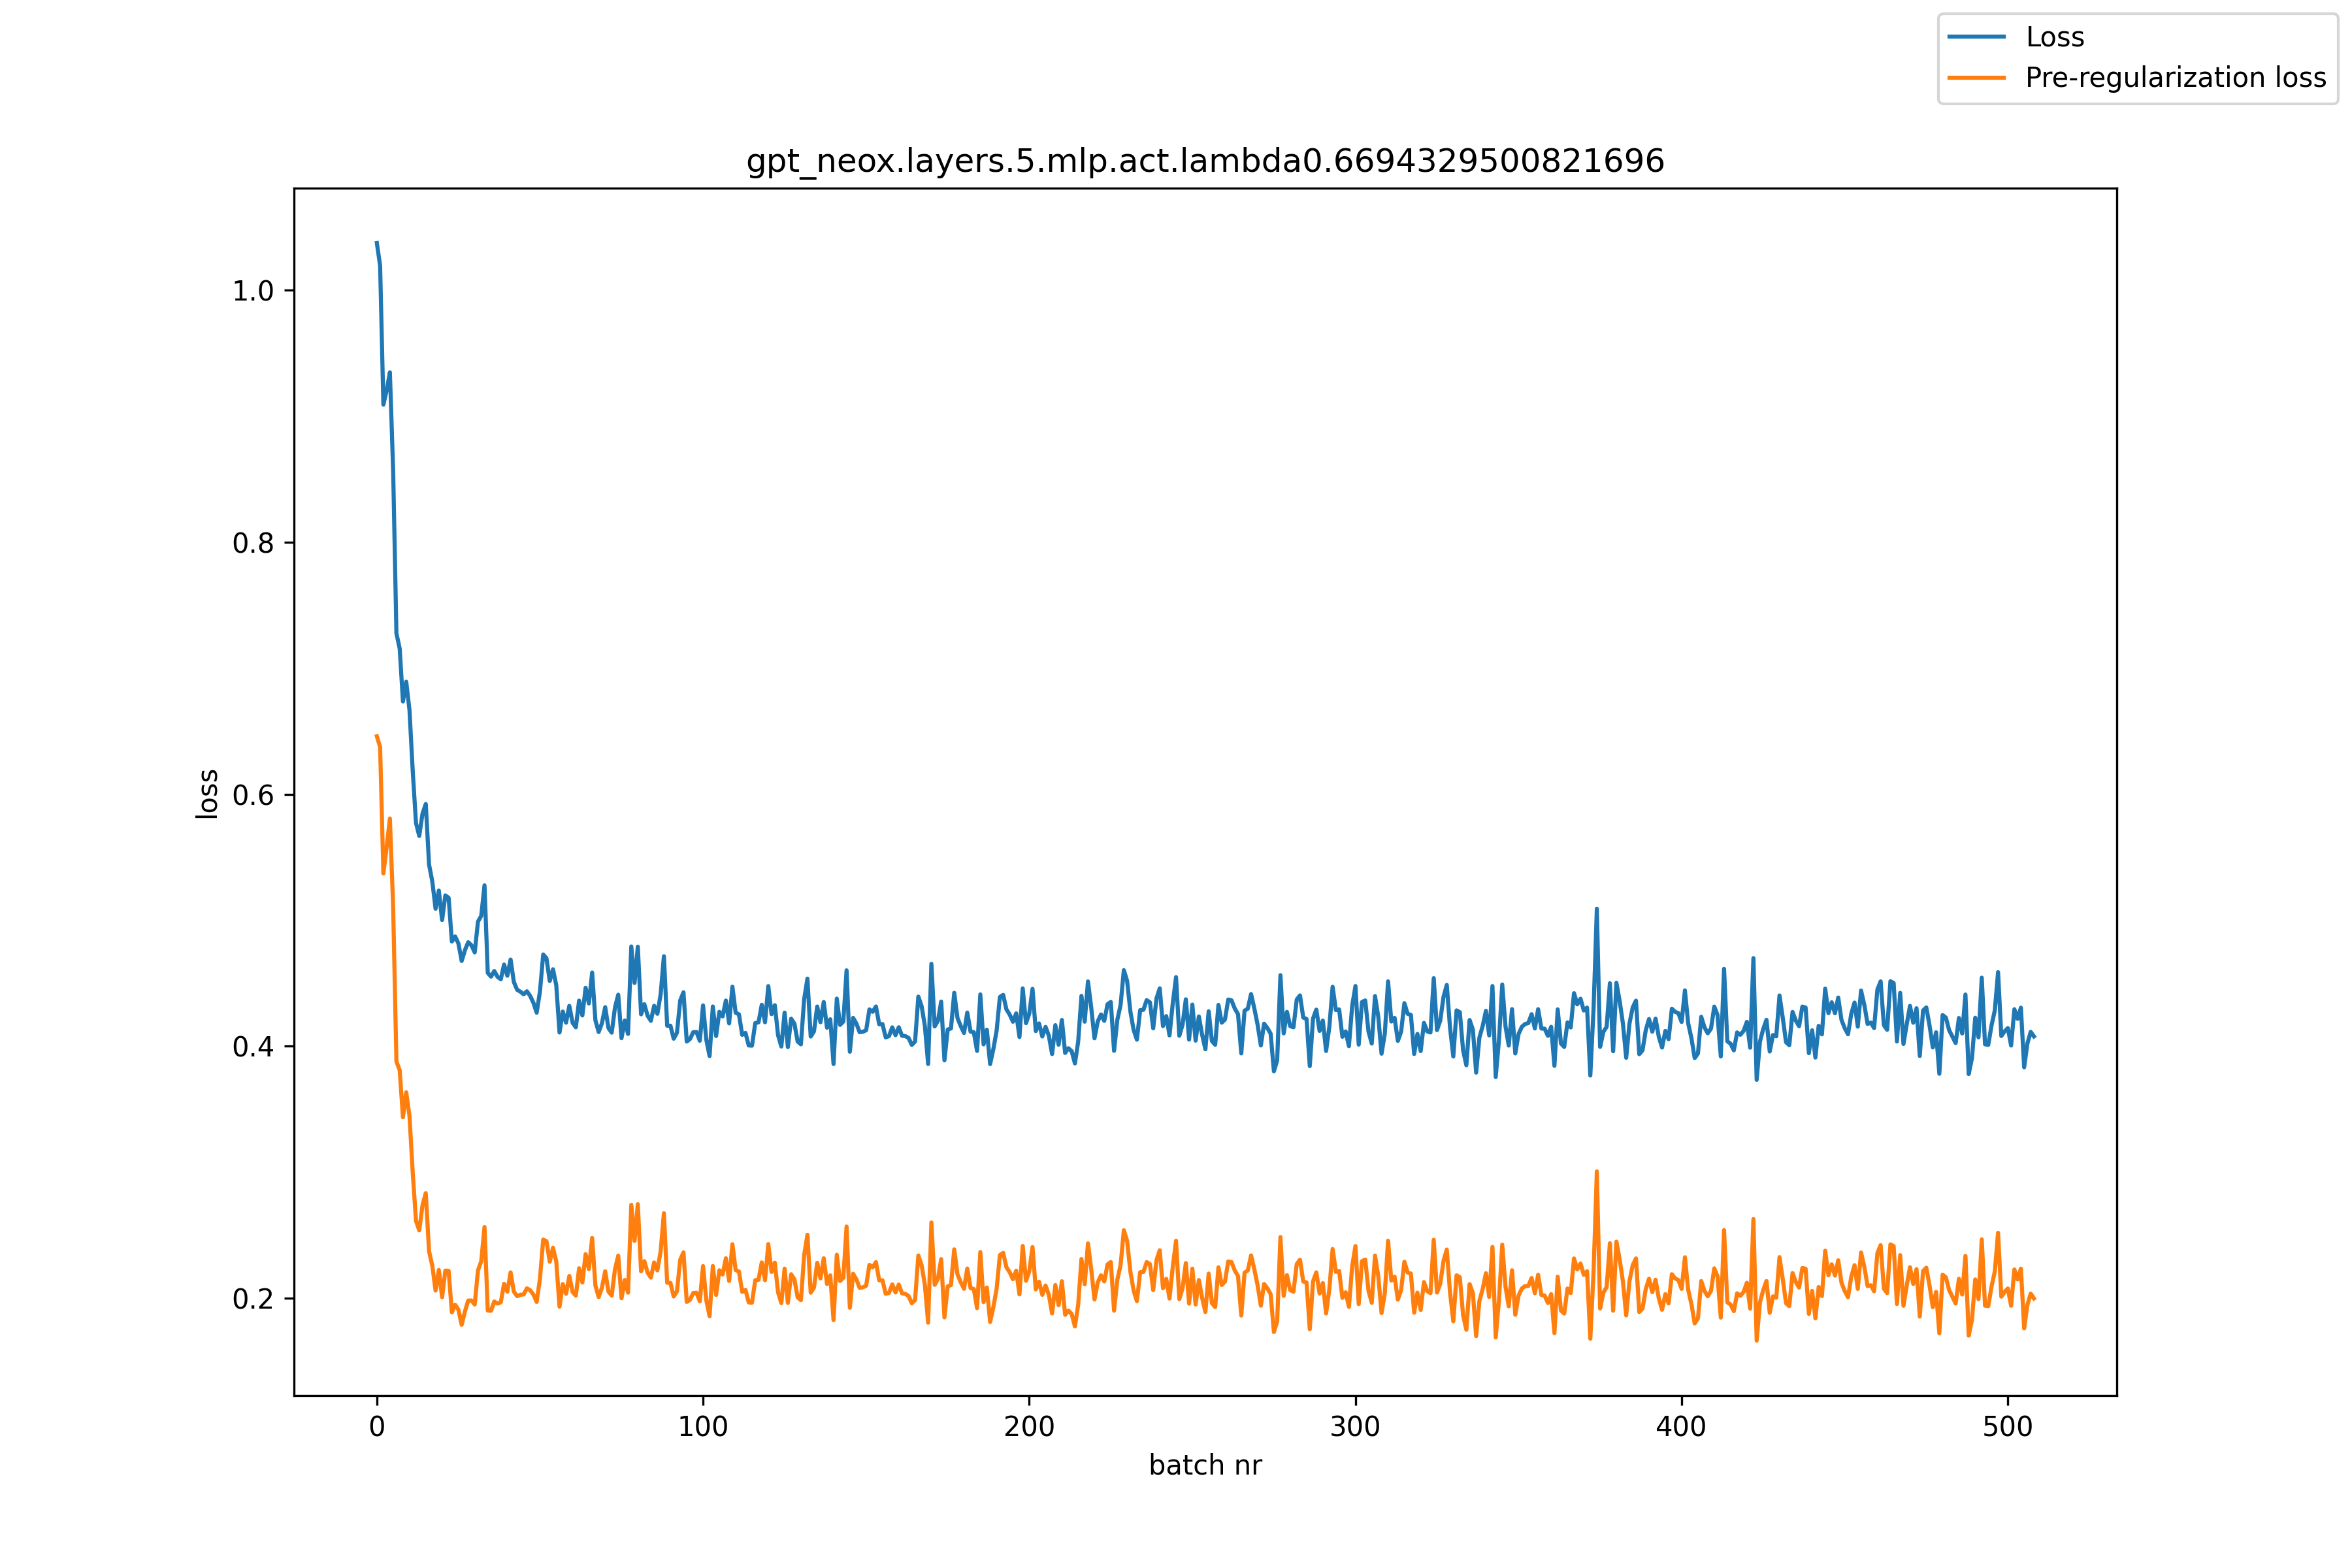 Loss
Pre-regularization loss
gpt_neox.layers.5.mlp.act.lambda0.6694329500821696
1.0
0.8
0.6
0.4
0.2
loss
0 100 200 300 400 500
batch nr